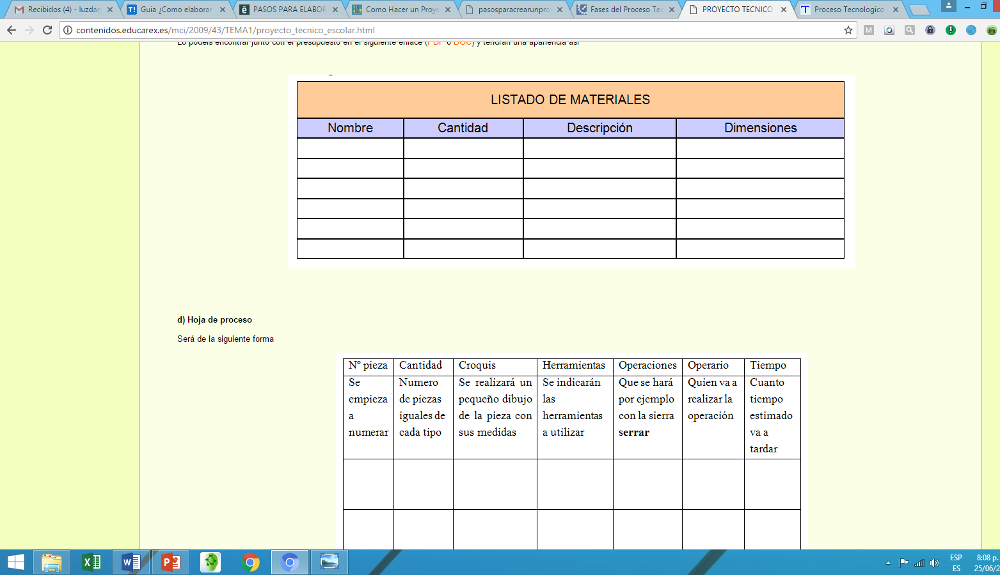 Recibidos (4) - luzdar
Guia ¿Como elaborar
PASOS PARA ELABOR
Como Hacer un Proye
pasosparacrearunpro
Fases del Proceso Tec
PROYECTO TECNICO
Proceso Tecnologico
contenidos.educarex.es/mci/2009/43/TEMA1/proyecto_tecnico_escolar.html
Lo podéis encontrar junto con el presupuesto en el siguiente enlace (PDF o DOC) y tendrán una apariencia así
LISTADO DE MATERIALES
Nombre Cantidad Descripción Dimensiones
d) Hoja de proceso
Será de la siguiente forma
Nº pieza Cantidad Croquis Herramientas Operaciones Operario Tiempo
Se Numero Se realizará un Se indicarán Que se hará Quien va a Cuanto
empieza de piezas pequeño dibujo las por ejemplo realizar la tiempo
a iguales de de la pieza con herramientas con la sierra operación estimado
numerar cada tipo sus medidas a utilizar serrar va a
tardar
ESP 8:08 p.
ES 25/06/2